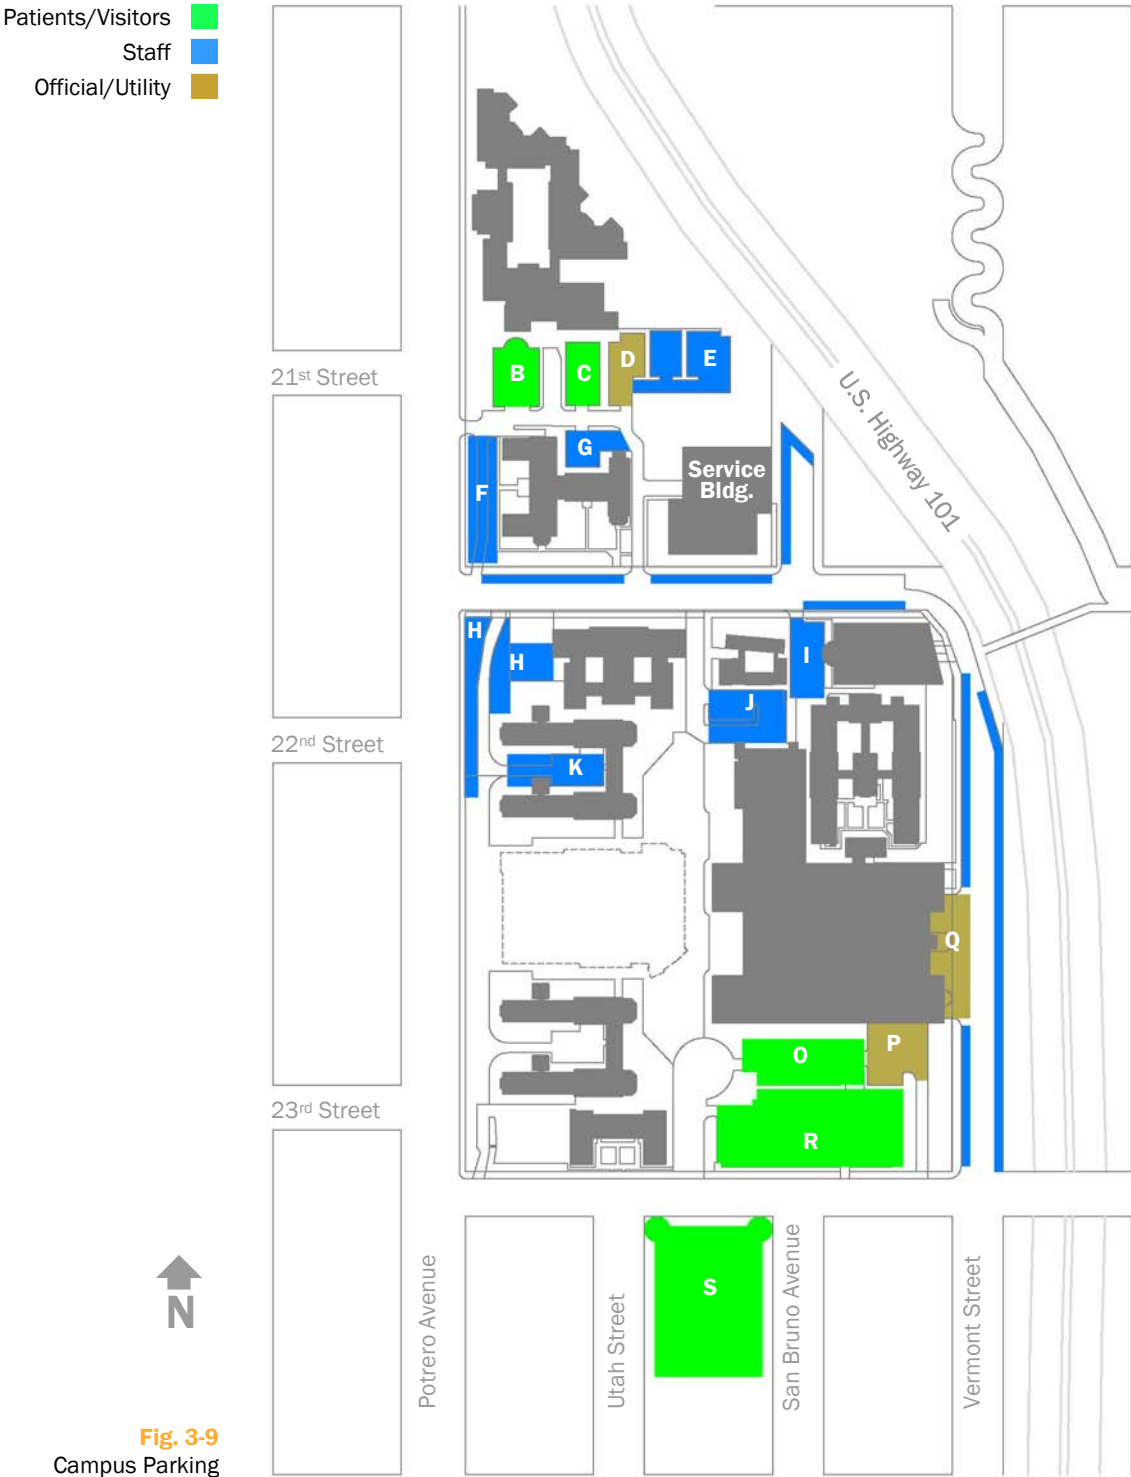 Patients/Visitors
Staff
Official/Utility
B
C
D
E
21st Street
U.S. Highway 101
G
Service
Bldg.
F
H
H
I
J
22nd Street
K
Q
P
O
23rd Street
R
S
N
Potrero Avenue
Utah Street
San Bruno Avenue
Vermont Street
Fig. 3-9
Campus Parking